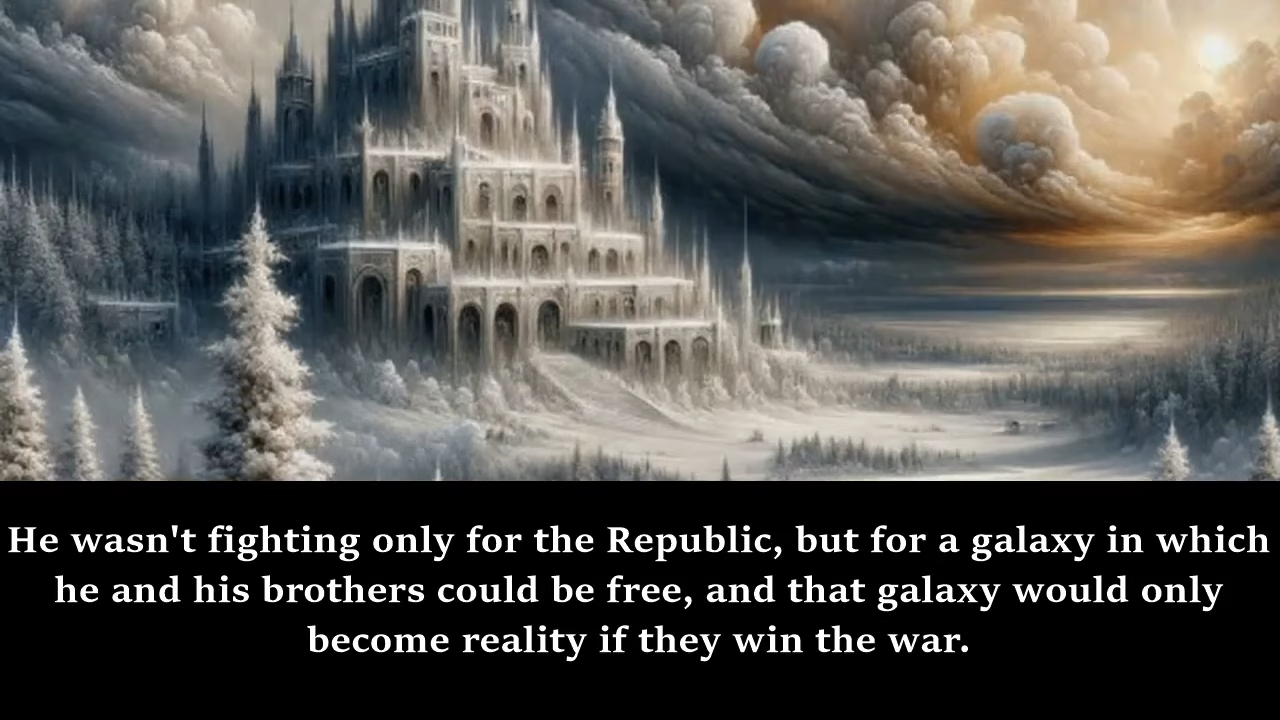 He wasn't fighting only for the Republic, but for a galaxy in which
he and his brothers could be free, and that galaxy would only
become reality if they win the war.